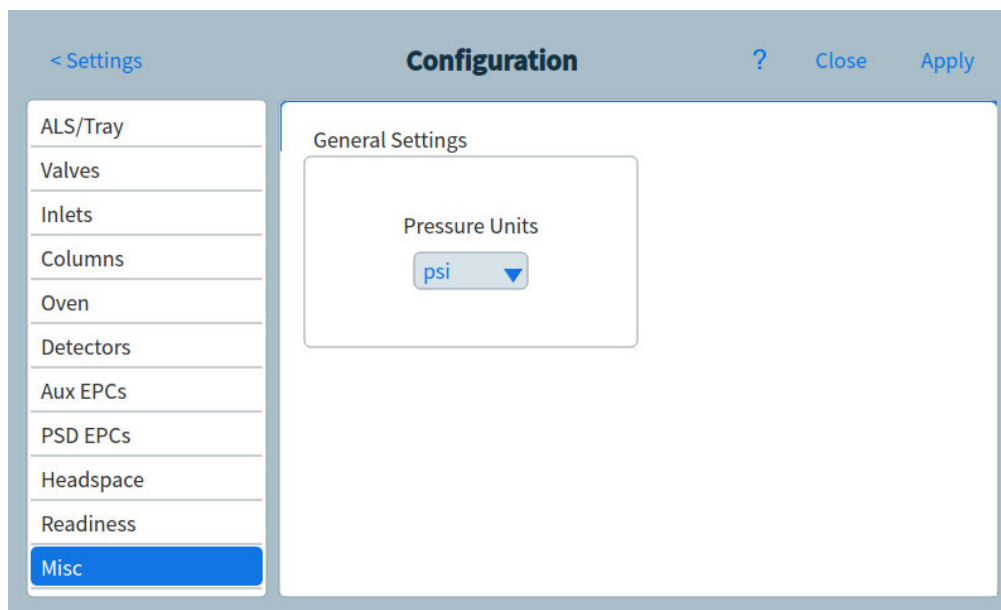 < Settings
Configuration
?
Close
Apply
ALS/Tray
Valves
Inlets
Columns
Oven
Detectors
Aux EPCs
PSD EPCs
Headspace
Readiness
Misc
General Settings
Pressure Units
psi